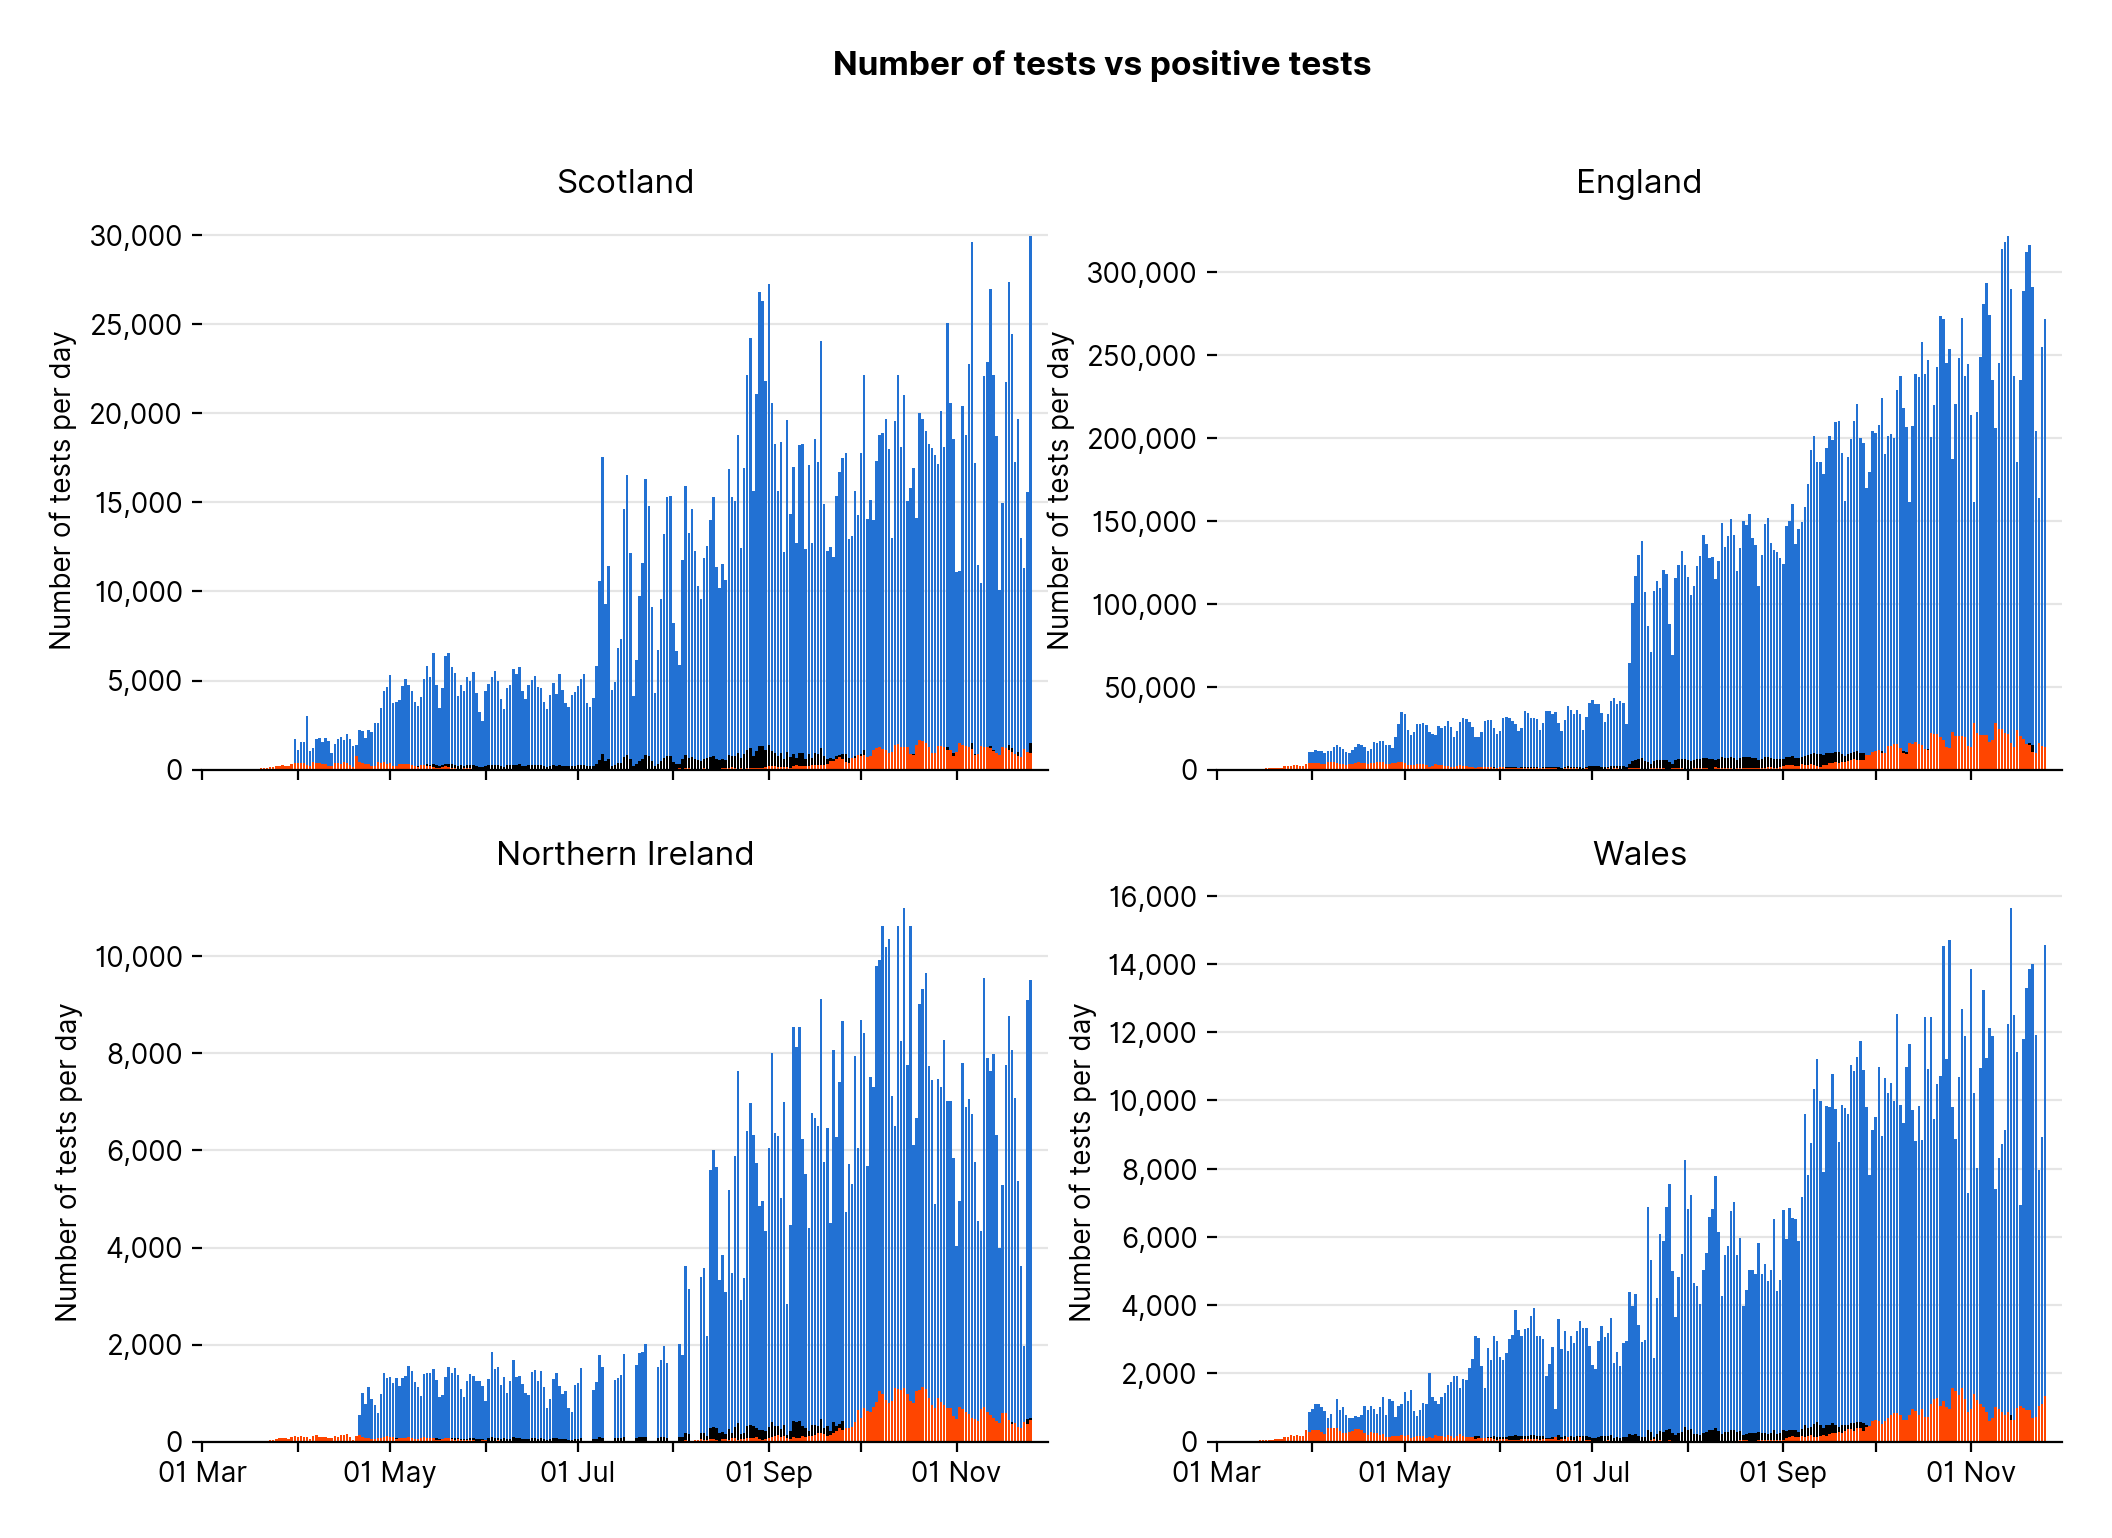 Number of tests vs positive tests
Scotland
Number of tests per day
30,000
25,000
20,000
15,000
10,000
5,000
0
England
Number of tests per day
300,000
250,000
200,000
150,000
100,000
50,000
0
Northern Ireland
Number of tests per day
10,000
8,000
6,000
4,000
2,000
0
01 Mar
01 May
01 Jul
01 Sep
01 Nov
Wales
Number of tests per day
16,000
14,000
12,000
10,000
8,000
6,000
4,000
2,000
0
01 Mar
01 May
01 Jul
01 Sep
01 Nov